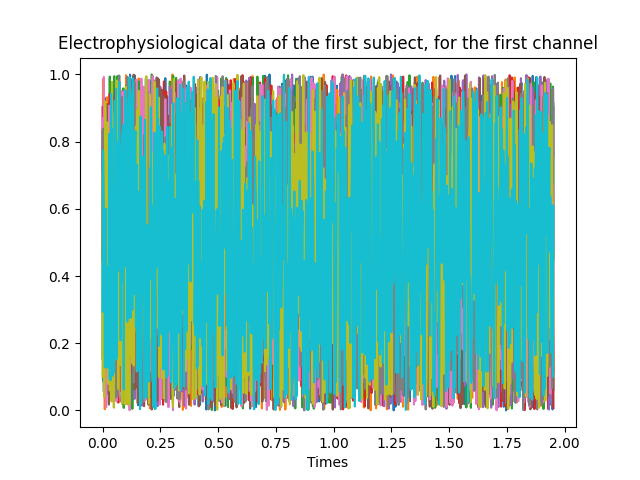 Electrophysiological data of the first subject, for the first channel
1.0
0.8
0.6
0.4
0.2
0.0
0.00 0.25 0.50 0.75 1.00 1.25 1.50 1.75 2.00
Times